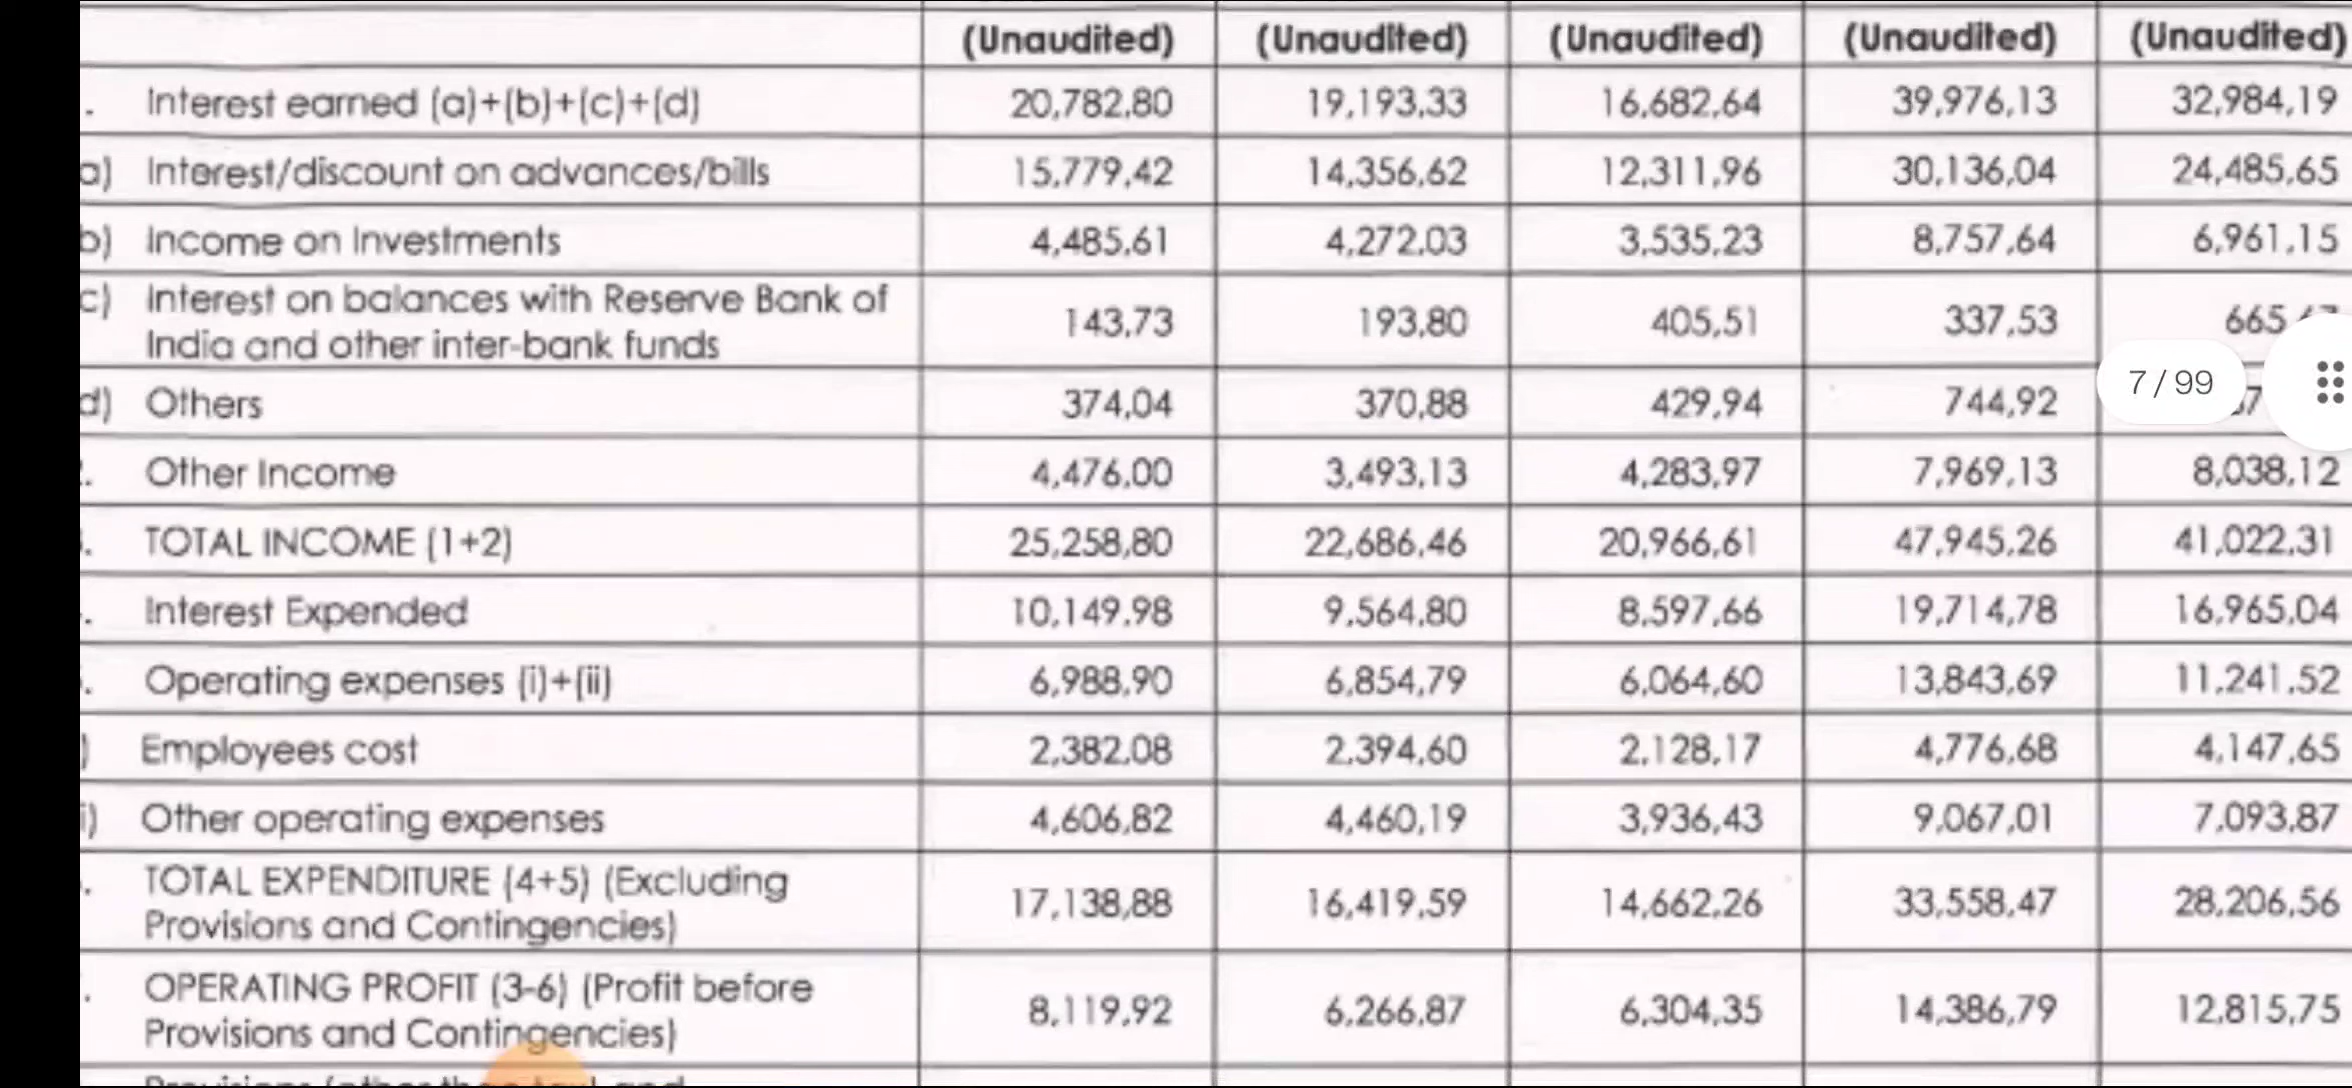 (Unaudited) (Unaudited) (Unaudited) (Unaudited) (Unaudited)
. Interest earned (a)+(b)+(c)+(d) 20,782,80 19,193,33 16,682,64 39,976,13 32,984,19
a) Interest/discount on advances/bills 15,779,42 14,356,62 12,311,96 30,136,04 24,485,65
b) Income on Investments 4,485,61 4,272,03 3,535,23 8,757,64 6,961,15
c) Interest on balances with Reserve Bank of
India and other inter-bank funds 143,73 193,80 405,51 337,53 665
7 / 99
d) Others 374,04 370,88 429,94 744,92
. Other Income 4,476,00 3,493,13 4,283,97 7,969,13 8,038,12
. TOTAL INCOME (1+2) 25,258,80 22,686,46 20,966,61 47,945,26 41,022,31
. Interest Expended 10,149,98 9,564,80 8,597,66 19,714,78 16,965,04
. Operating expenses (i)+(ii) 6,988,90 6,854,79 6,064,60 13,843,69 11,241,52
) Employees cost 2,382,08 2,394,60 2,128,17 4,776,68 4,147,65
i) Other operating expenses 4,606,82 4,460,19 3,936,43 9,067,01 7,093,87
. TOTAL EXPENDITURE (4+5) (Excluding
Provisions and Contingencies) 17,138,88 16,419,59 14,662,26 33,558,47 28,206,56
. OPERATING PROFIT (3-6) (Profit before
Provisions and Contingencies) 8,119,92 6,266,87 6,304,35 14,386,79 12,815,75